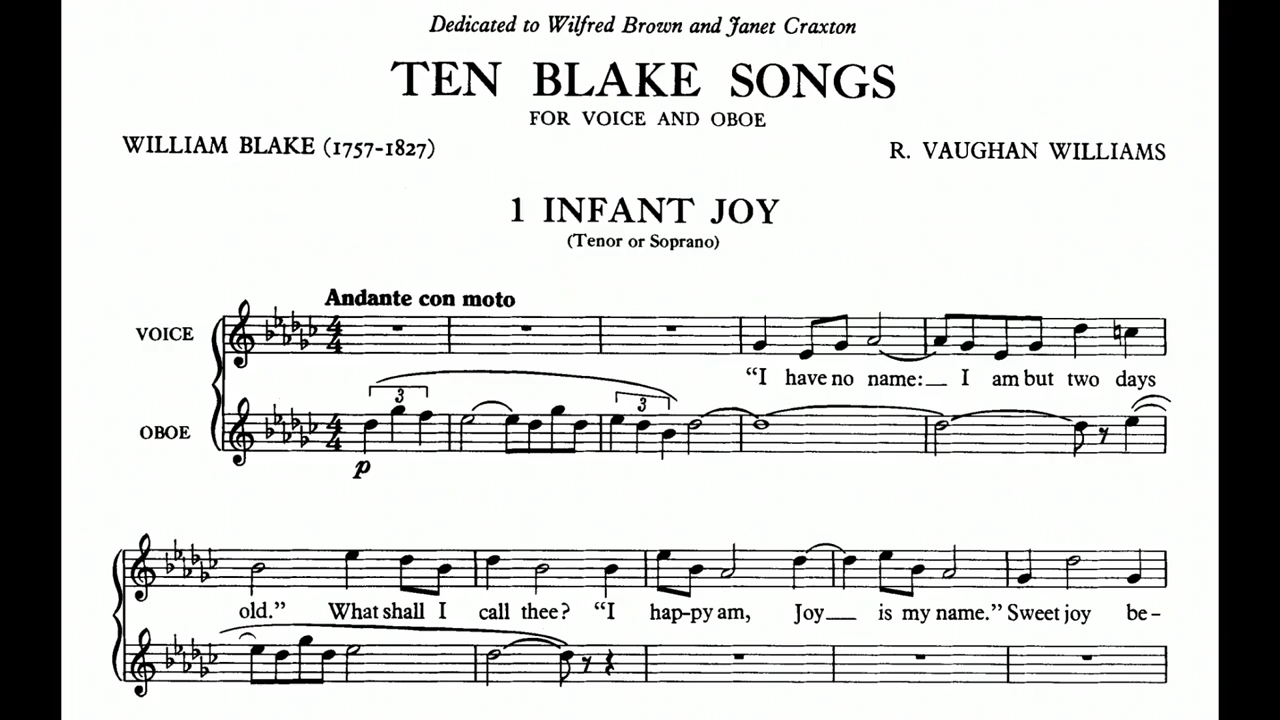 Dedicated to Wilfred Brown and Janet Craxton
TEN BLAKE SONGS
FOR VOICE AND OBOE
WILLIAM BLAKE (1757-1827)
R. VAUGHAN WILLIAMS
1 INFANT JOY
(Tenor or Soprano)
Andante con moto
VOICE
“I have no name:— I am but two days
3 3
OBOE
p
old.” What shall I call thee? “I hap-py am, Joy— is my name.” Sweet joy be-